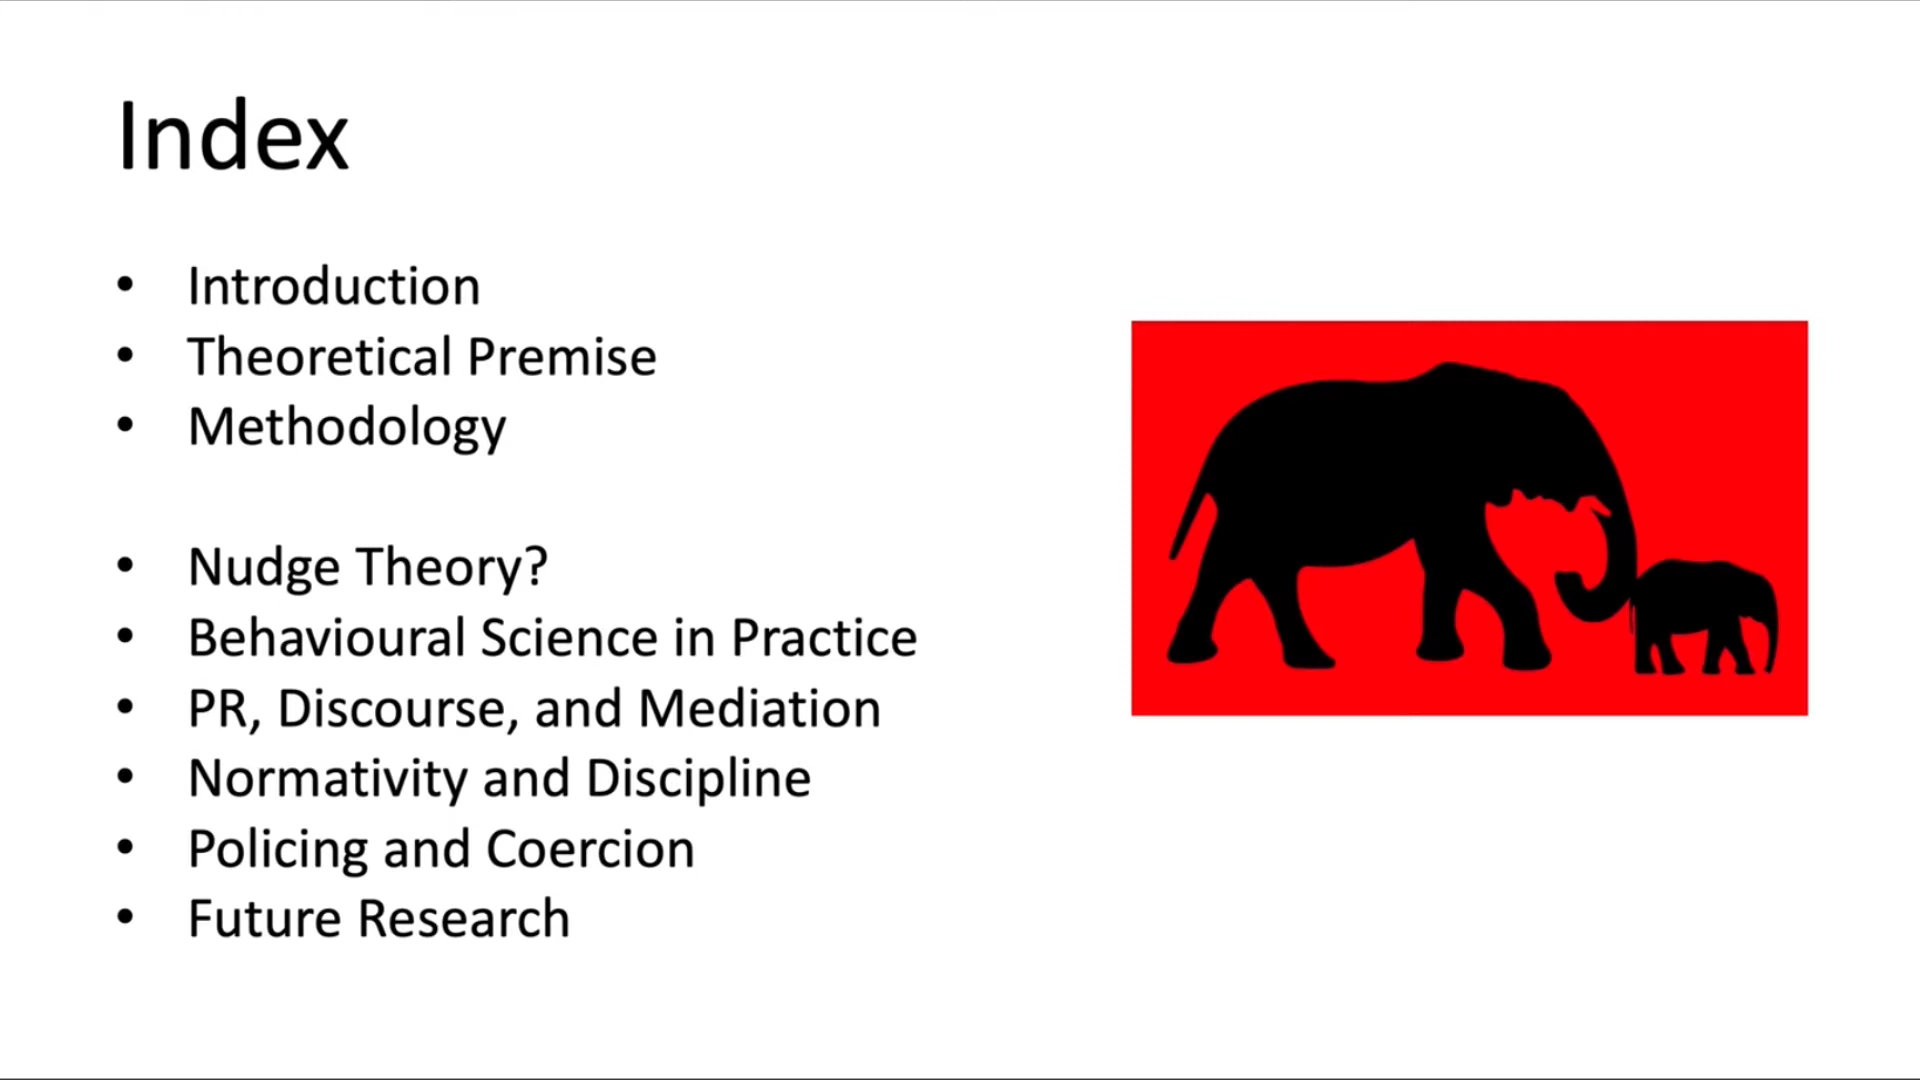 Index
• Introduction
• Theoretical Premise
• Methodology
• Nudge Theory?
• Behavioural Science in Practice
• PR, Discourse, and Mediation
• Normativity and Discipline
• Policing and Coercion
• Future Research